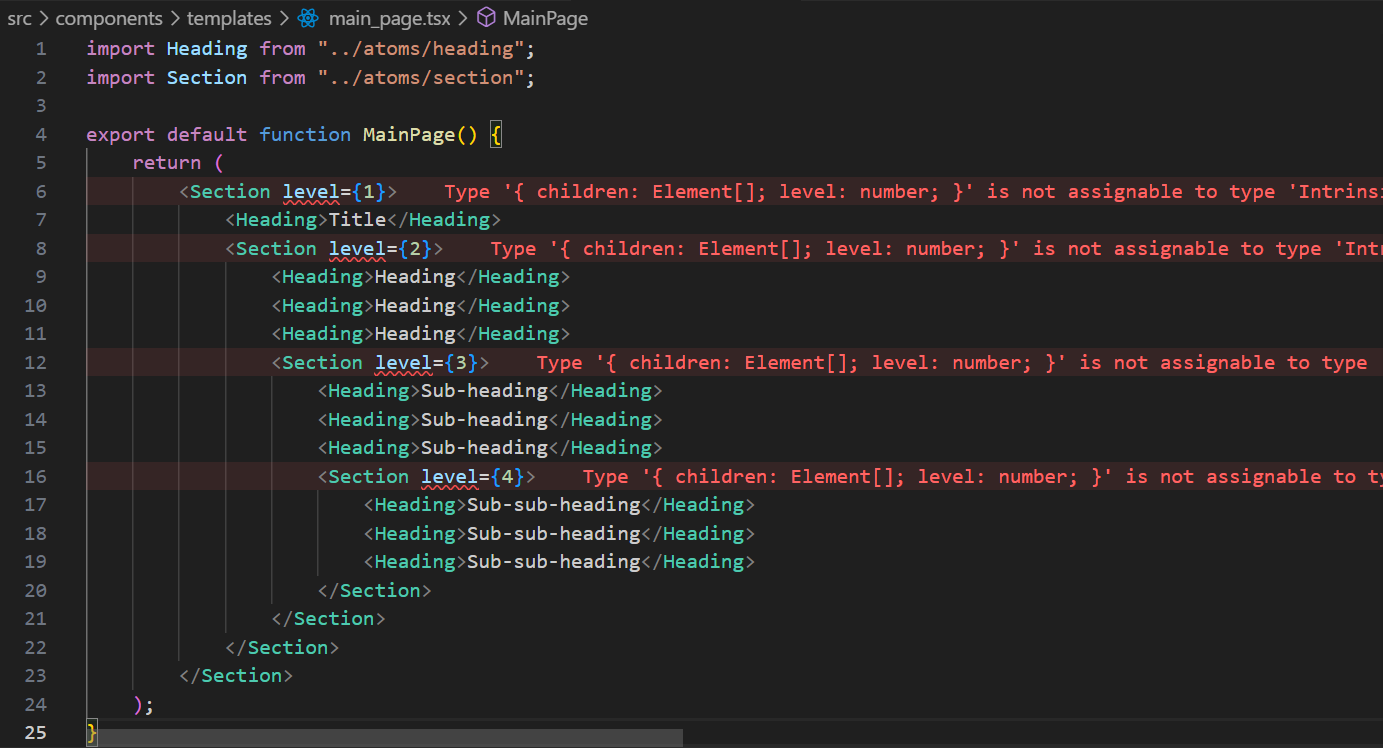 src > components > templates > main_page.tsx > MainPage
1 import Heading from "../atoms/heading";
2 import Section from "../atoms/section";
3
4 export default function MainPage() {
5     return (
6         <Section level={1}>    Type '{ children: Element[]; level: number; }' is not assignable to type 'Intrins
7             <Heading>Title</Heading>
8             <Section level={2}>    Type '{ children: Element[]; level: number; }' is not assignable to type 'Int
9                 <Heading>Heading</Heading>
10                 <Heading>Heading</Heading>
11                 <Heading>Heading</Heading>
12                 <Section level={3}>    Type '{ children: Element[]; level: number; }' is not assignable to type
13                     <Heading>Sub-heading</Heading>
14                     <Heading>Sub-heading</Heading>
15                     <Heading>Sub-heading</Heading>
16                     <Section level={4}>    Type '{ children: Element[]; level: number; }' is not assignable to ty
17                         <Heading>Sub-sub-heading</Heading>
18                         <Heading>Sub-sub-heading</Heading>
19                         <Heading>Sub-sub-heading</Heading>
20                     </Section>
21                 </Section>
22             </Section>
23         </Section>
24     );
25 }